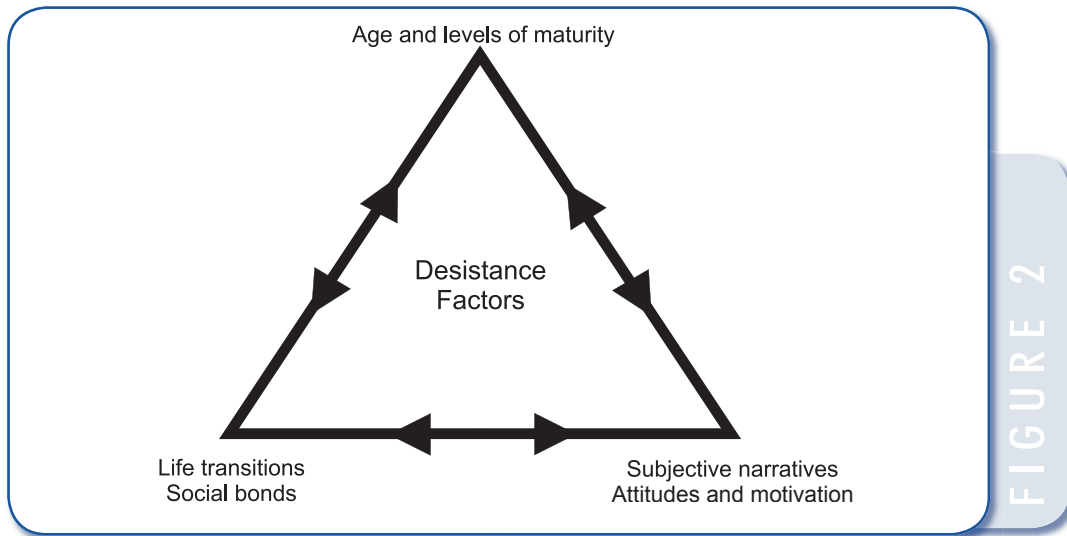 Age and levels of maturity
Desistance
Factors
Life transitions
Social bonds
Subjective narratives
Attitudes and motivation
FIGURE 2